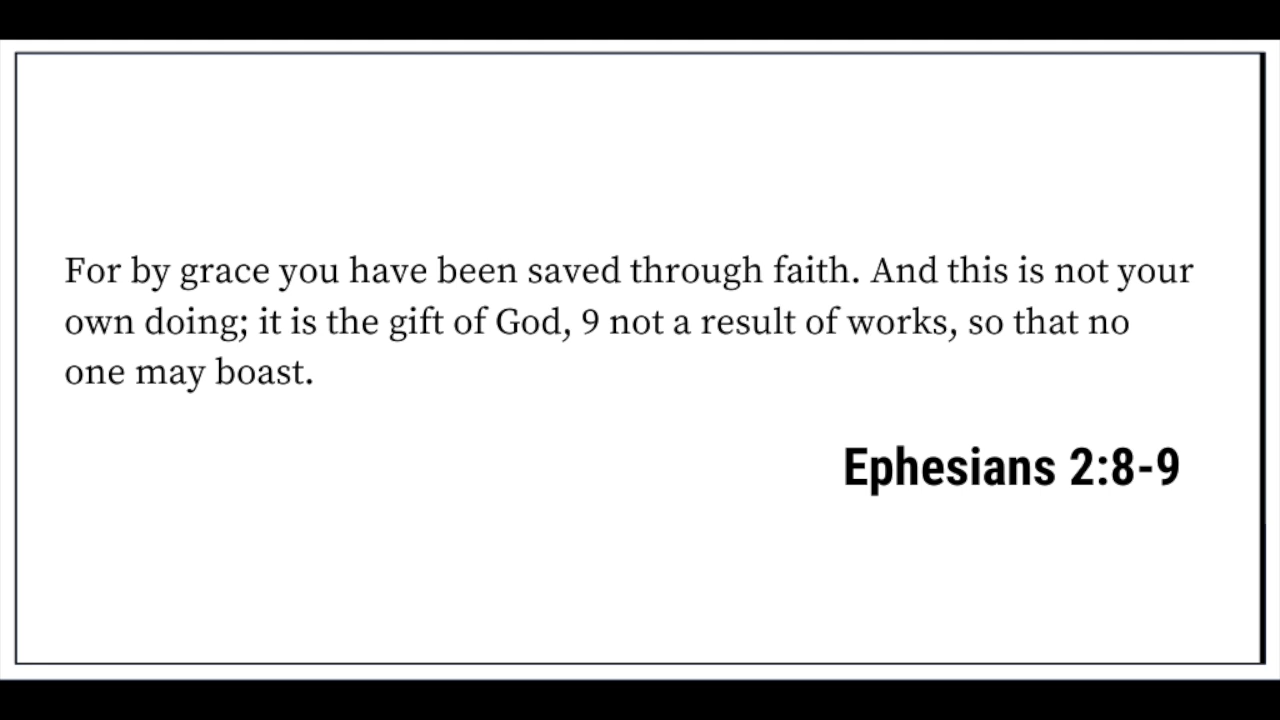 For by grace you have been saved through faith. And this is not your
own doing; it is the gift of God, 9 not a result of works, so that no
one may boast.
Ephesians 2:8-9